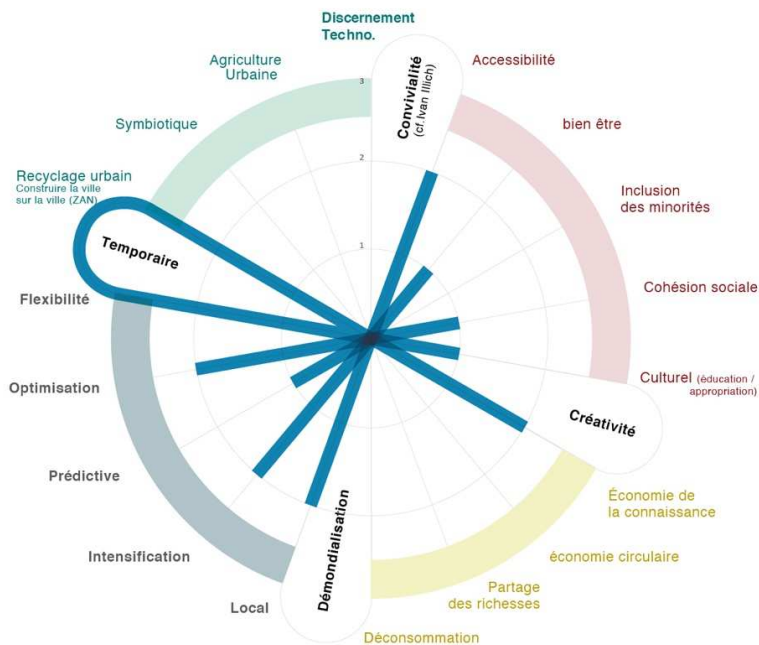 Discernement
Techno.
Accessibilité
Agriculture
Urbaine
Convivialité
(cf.Ivan Illich)
3
bien être
Symbiotique
2
Recyclage urbain
Construire la ville
sur la ville (ZAN)
Inclusion
des minorités
Temporaire
1
Flexibilité
Cohésion sociale
Optimisation
Culturel (éducation /
appropriation)
Créativité
Prédictive
Économie de
la connaissance
Démondialisation
Intensification
économie circulaire
Partage
des richesses
Local
Déconsommation